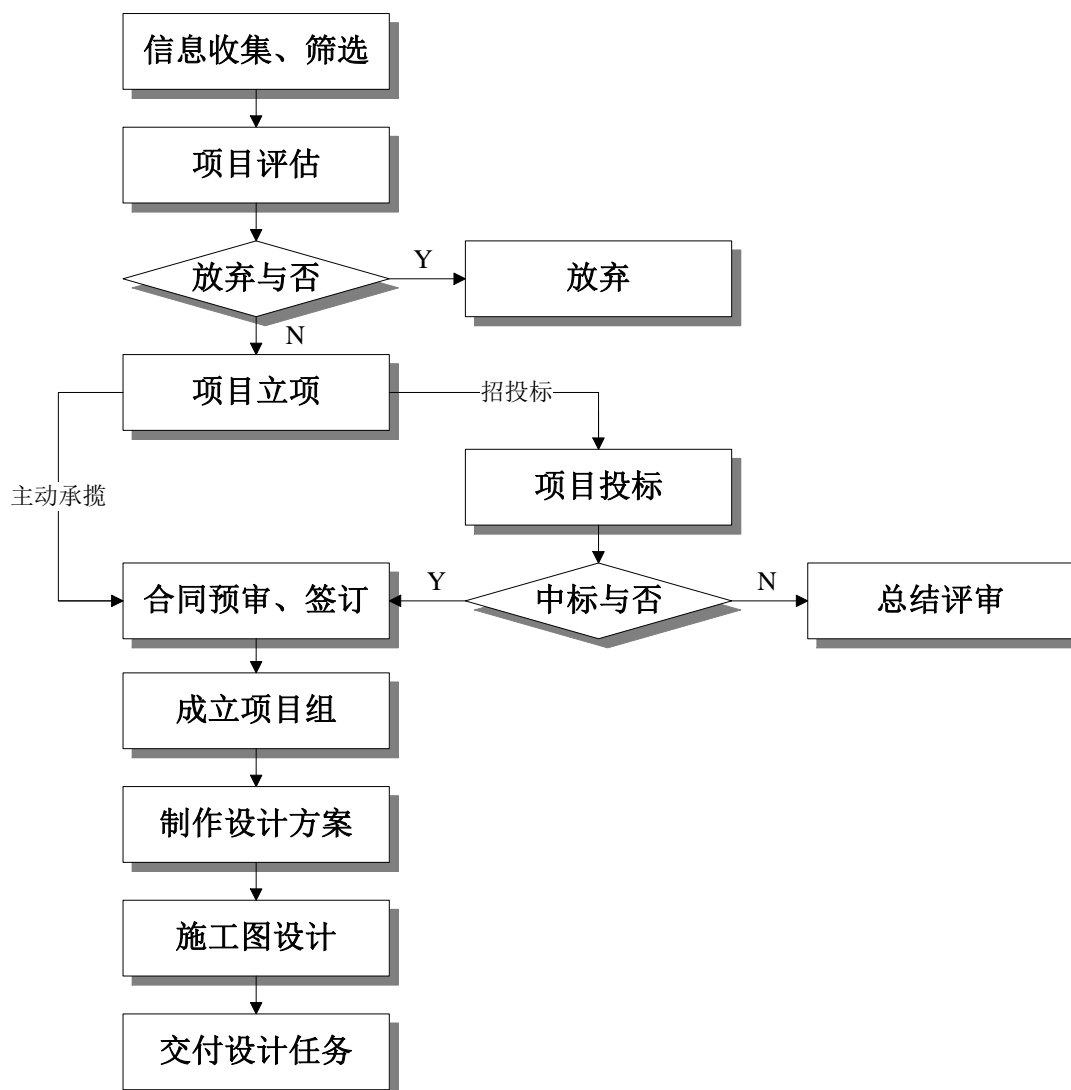 信息收集、筛选
项目评估
放弃与否
Y
放弃
N
项目立项
招投标
项目投标
主动承揽
合同预审、签订
Y
中标与否
N
总结评审
成立项目组
制作设计方案
施工图设计
交付设计任务